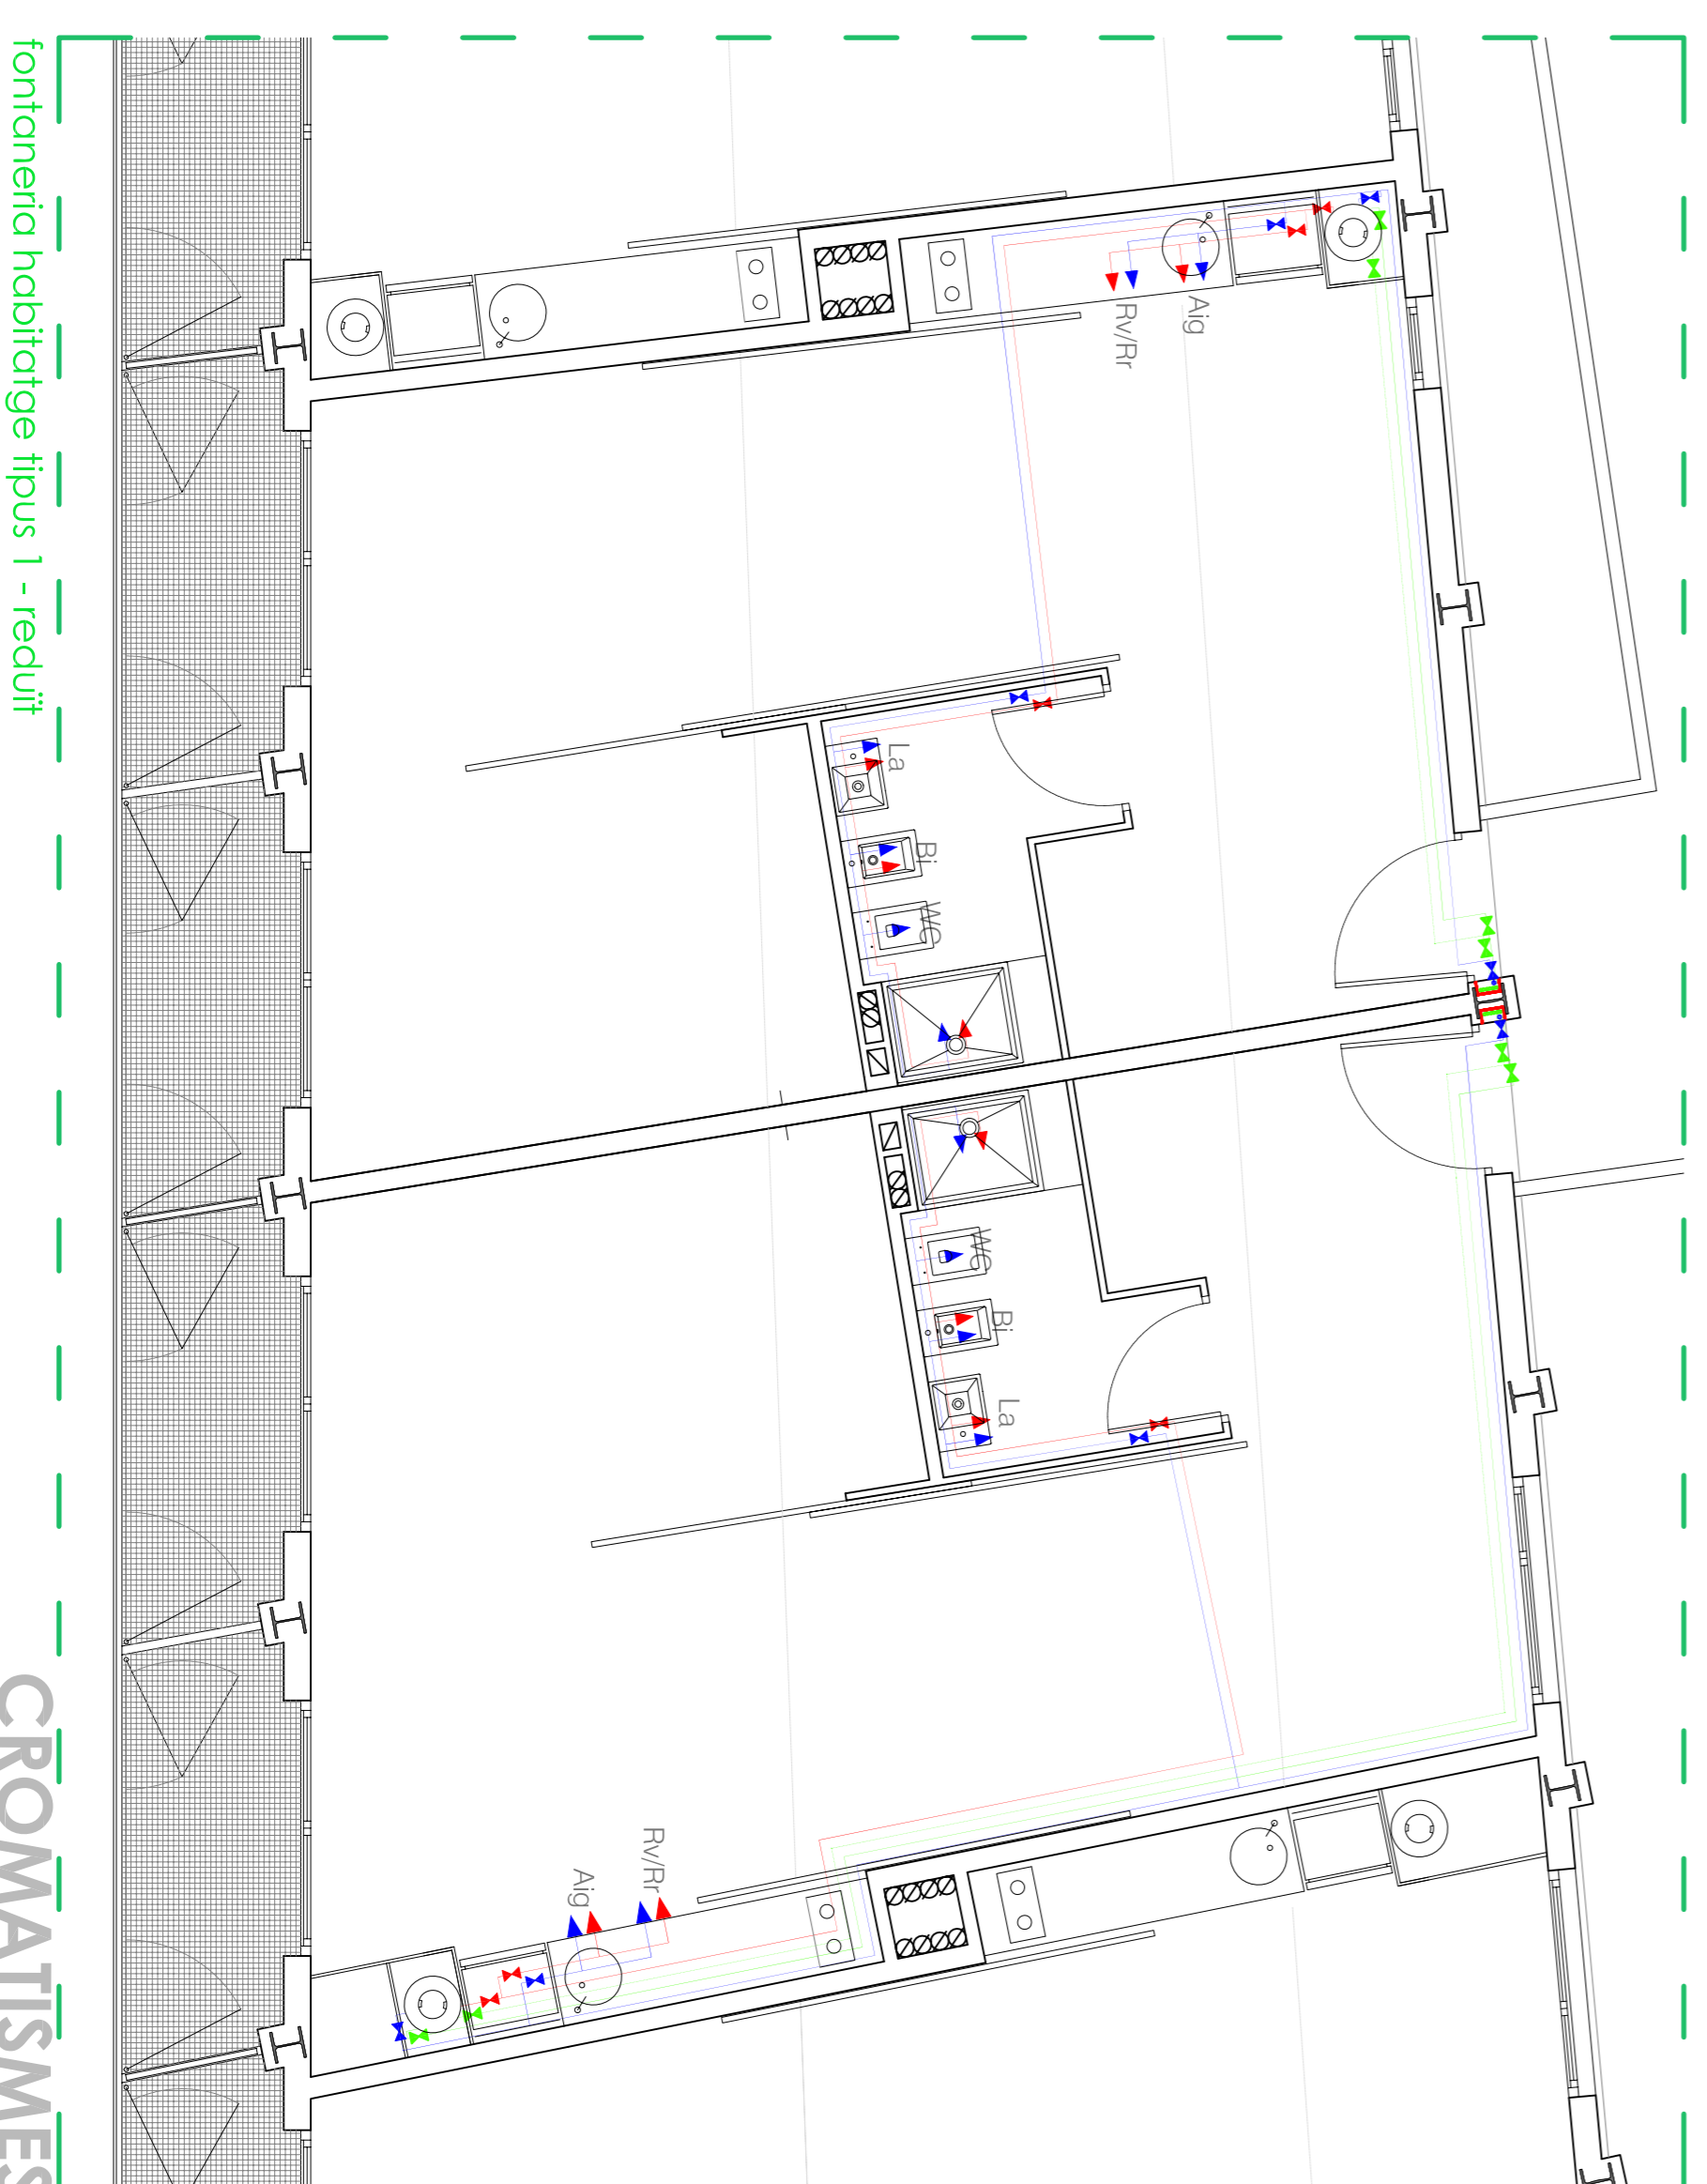 fontaneria habitatge tipus 1 - reduït
CROMATISMES
Aig
Rv/Rr
La
Bi
WC
WC
Bi
La
Rv/Rr
Aig